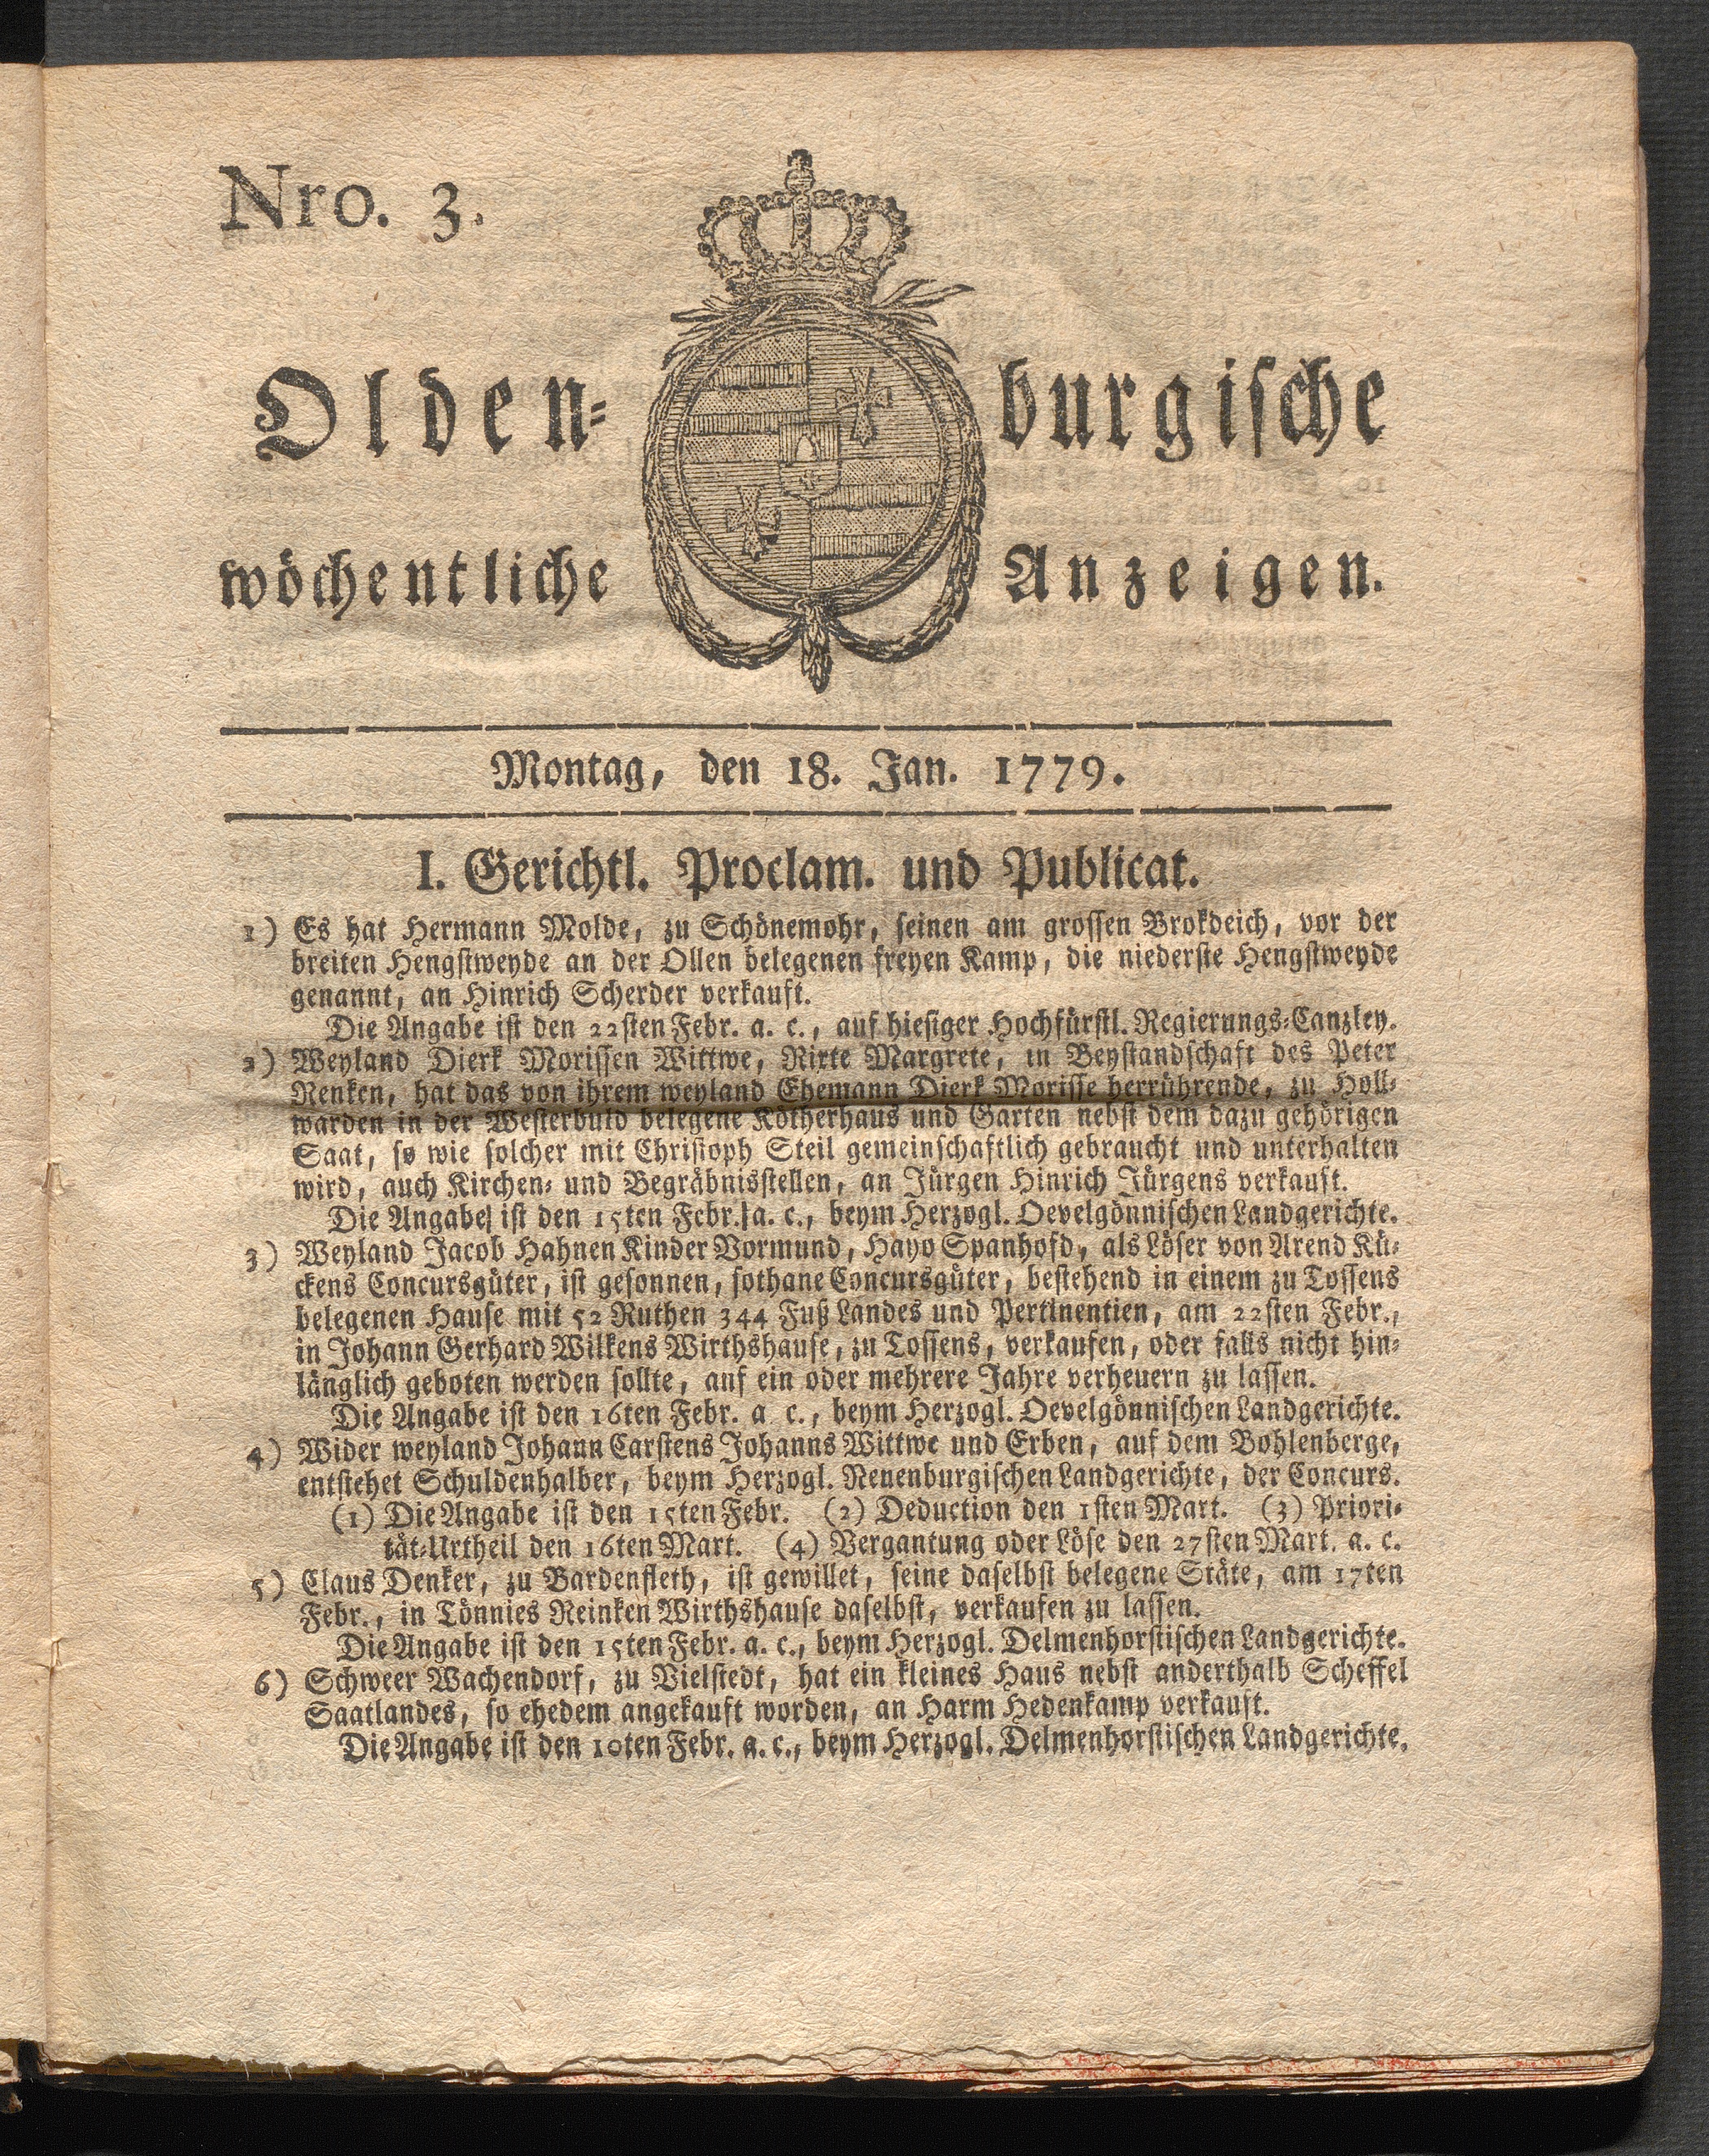 Nro. 3.
Olden-burgische
wöchentliche Anzeigen.
Montag, den 18. Jan. 1779.
I. Gerichtl. Proclam. und Publicat.
1) Es hat Hermann Molde, zu Schönemohr, seinen am grossen Brokdeich, vor der
breiten Hengstweyde an der Ollen belegenen freyen Kamp, die niederste Hengstweyde
genannt, an Hinrich Scherder verkauft.
Die Angabe ist den 22sten Febr. a. c., auf hiesiger Hochfürstl. Regierungs-Canzley.
2) Weyland Dierk Morissen Wittwe, Rixte Margrete, in Beystandschaft des Peter
Renken, hat das von ihrem weyland Ehemann Dierk Morisse herrührende, zu Holl-
warden in der Westerbuld belegene Kötherhaus und Garten nebst dem dazu gehörigen
Saat, so wie solcher mit Christoph Steil gemeinschaftlich gebraucht und unterhalten
wird, auch Kirchen- und Begräbnisstellen, an Jürgen Hinrich Jürgens verkauft.
Die Angabe ist den 15ten Febr. a. c., beym Herzogl. Oevelgönnischen Landgerichte.
3) Weyland Jacob Hahnen Kinder Vormund, Hayo Spanhofd, als Löser von Arend Kü-
ckens Concursgüter, ist gesonnen, sothane Concursgüter, bestehend in einem zu Tossens
belegenen Hause mit 52 Ruthen 344 Fuß Landes und Pertinentien, am 22sten Febr.,
in Johann Gerhard Wilkens Wirthshause, zu Tossens, verkaufen, oder falls nicht hin-
länglich geboten werden sollte, auf ein oder mehrere Jahre verheuern zu lassen.
Die Angabe ist den 16ten Febr. a. c., beym Herzogl. Oevelgönnischen Landgerichte.
4) Wider weyland Johann Carstens Johanns Wittwe und Erben, auf dem Bohlenberge,
entstehet Schuldenhalber, beym Herzogl. Neuenburgischen Landgerichte, der Concurs.
(1) Die Angabe ist den 15ten Febr. (2) Deduction den 1sten Mart. (3) Priori-
tät-Urtheil den 16ten Mart. (4) Vergantung oder Löse den 27sten Mart. a. c.
5) Claus Denker, zu Bardenfleth, ist gewillet, seine daselbst belegene Stäte, am 17ten
Febr., in Tönnies Reinken Wirthshause daselbst, verkaufen zu lassen.
Die Angabe ist den 15ten Febr. a. c., beym Herzogl. Delmenhorstischen Landgerichte.
6) Schweer Wachendorf, zu Vielstedt, hat ein kleines Haus nebst anderthalb Scheffel
Saatlandes, so ehedem angekauft worden, an Harm Hedenkamp verkauft.
Die Angabe ist den 10ten Febr. a. c., beym Herzogl. Delmenhorstischen Landgerichte.